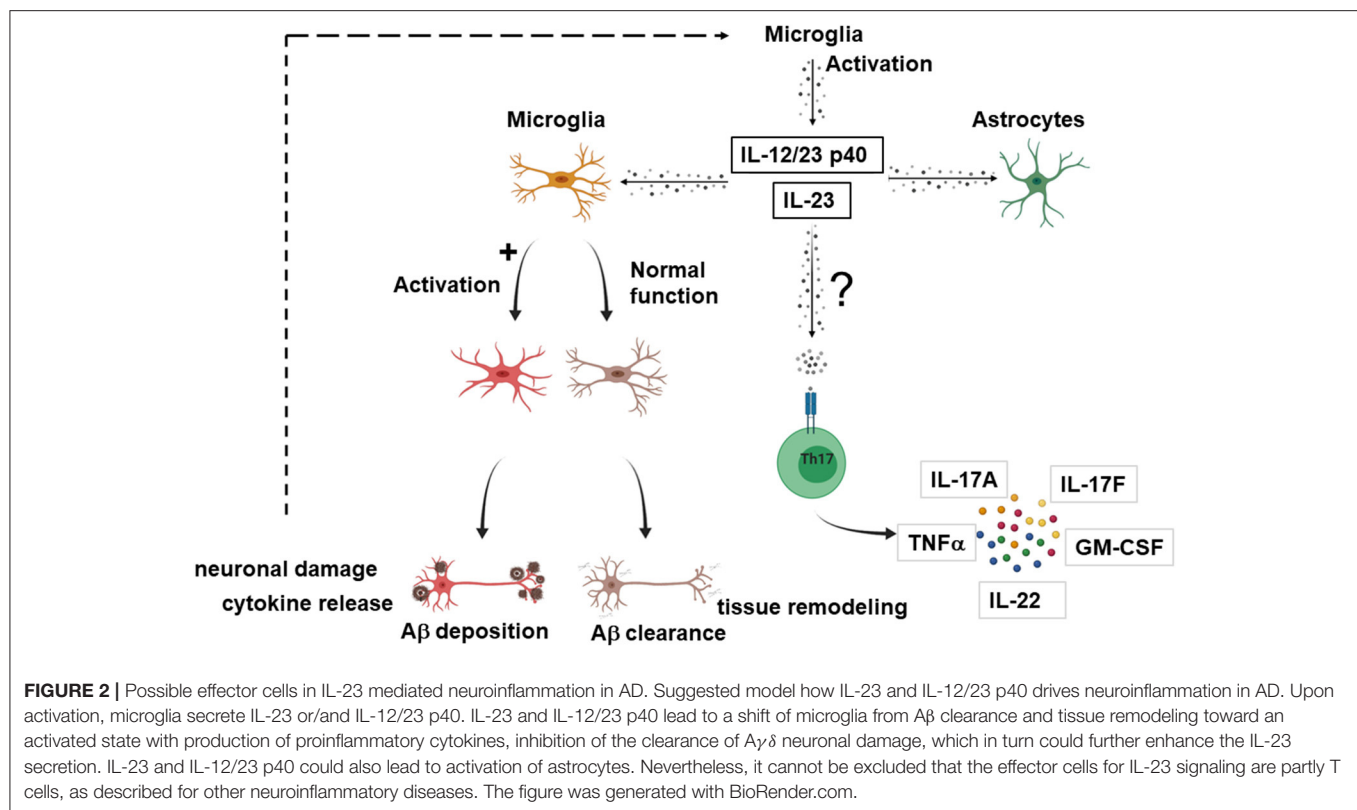 Microglia
Activation
Microglia
Astrocytes
IL-12/23 p40
IL-23
+
Activation
Normal
function
?
Th17
IL-17A
IL-17F
TNFα
GM-CSF
IL-22
neuronal damage
cytokine release
Aβ deposition
Aβ clearance
tissue remodeling
FIGURE 2 | Possible effector cells in IL-23 mediated neuroinflammation in AD. Suggested model how IL-23 and IL-12/23 p40 drives neuroinflammation in AD. Upon
activation, microglia secrete IL-23 or/and IL-12/23 p40. IL-23 and IL-12/23 p40 lead to a shift of microglia from Aβ clearance and tissue remodeling toward an
activated state with production of proinflammatory cytokines, inhibition of the clearance of Aγδ neuronal damage, which in turn could further enhance the IL-23
secretion. IL-23 and IL-12/23 p40 could also lead to activation of astrocytes. Nevertheless, it cannot be excluded that the effector cells for IL-23 signaling are partly T
cells, as described for other neuroinflammatory diseases. The figure was generated with BioRender.com.